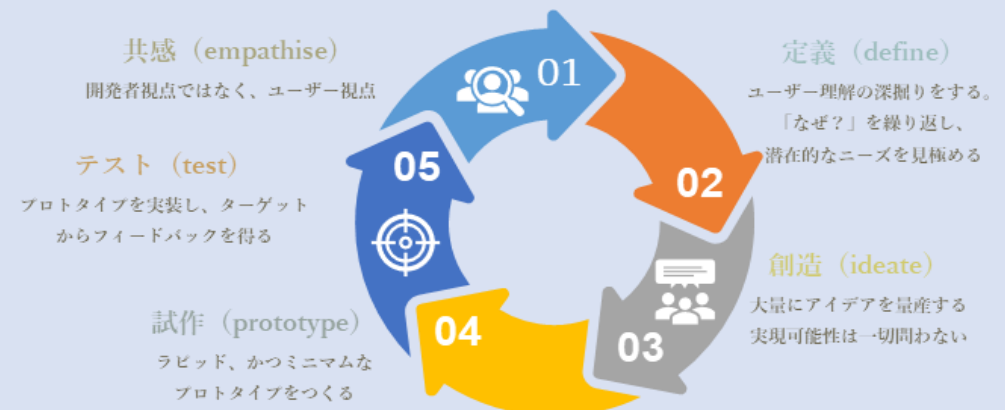 共感（empathise）
開発者視点ではなく、ユーザー視点
01
定義（define）
ユーザー理解の深掘りをする。
「なぜ？」を繰り返し、
潜在的なニーズを見極める
02
創造（ideate）
大量にアイデアを量産する
実現可能性は一切問わない
03
試作（prototype）
ラピッド、かつミニマムな
プロトタイプをつくる
04
テスト（test）
プロトタイプを実装し、ターゲット
からフィードバックを得る
05